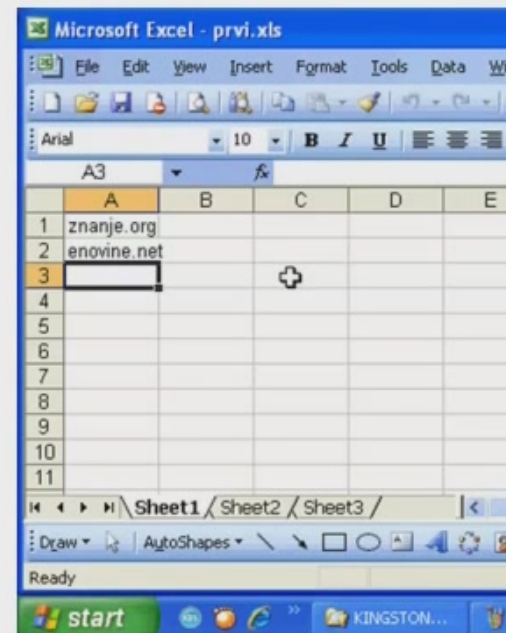 Microsoft Excel - prvi.xls
File Edit View Insert Format Tools Data
Arial 10 B I U
A3 fx
A B C D E
1 znanje.org
2 enovine.net
3
4
5
6
7
8
9
10
11
Sheet1 Sheet2 Sheet3
Draw AutoShapes
Ready
start KINGSTON...